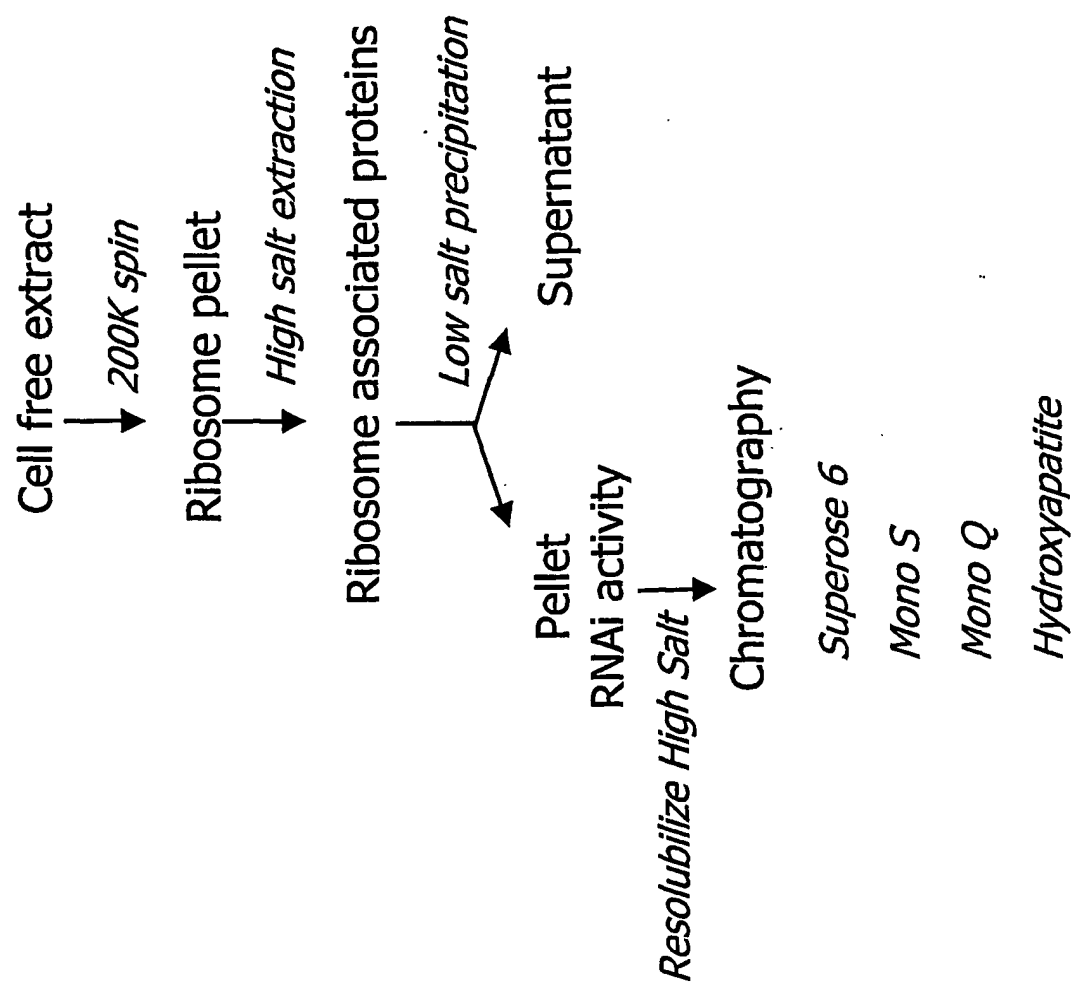 Cell free extract
200K spin
Ribosome pellet
High salt extraction
Ribosome associated proteins
Low salt precipitation
Pellet
RNAi activity
Supernatant
Resolubilize High Salt
Chromatography
Superose 6
Mono S
Mono Q
Hydroxyapatite